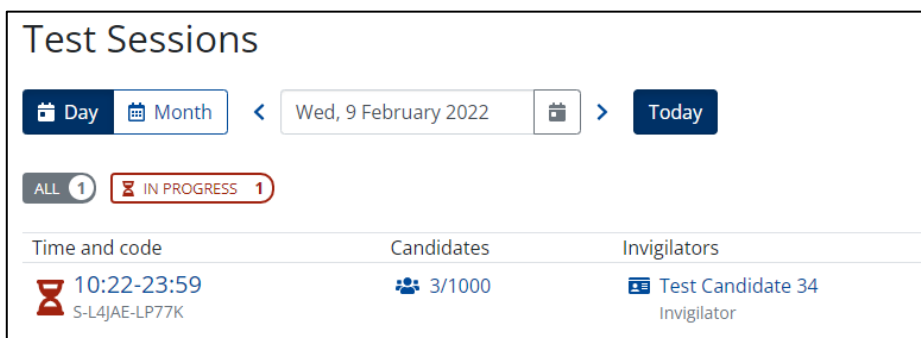 Test Sessions
Day Month Wed, 9 February 2022 Today
ALL 1 IN PROGRESS 1
Time and code Candidates Invigilators
10:22-23:59 3/1000 Test Candidate 34
S-L4JAE-LP77K Invigilator